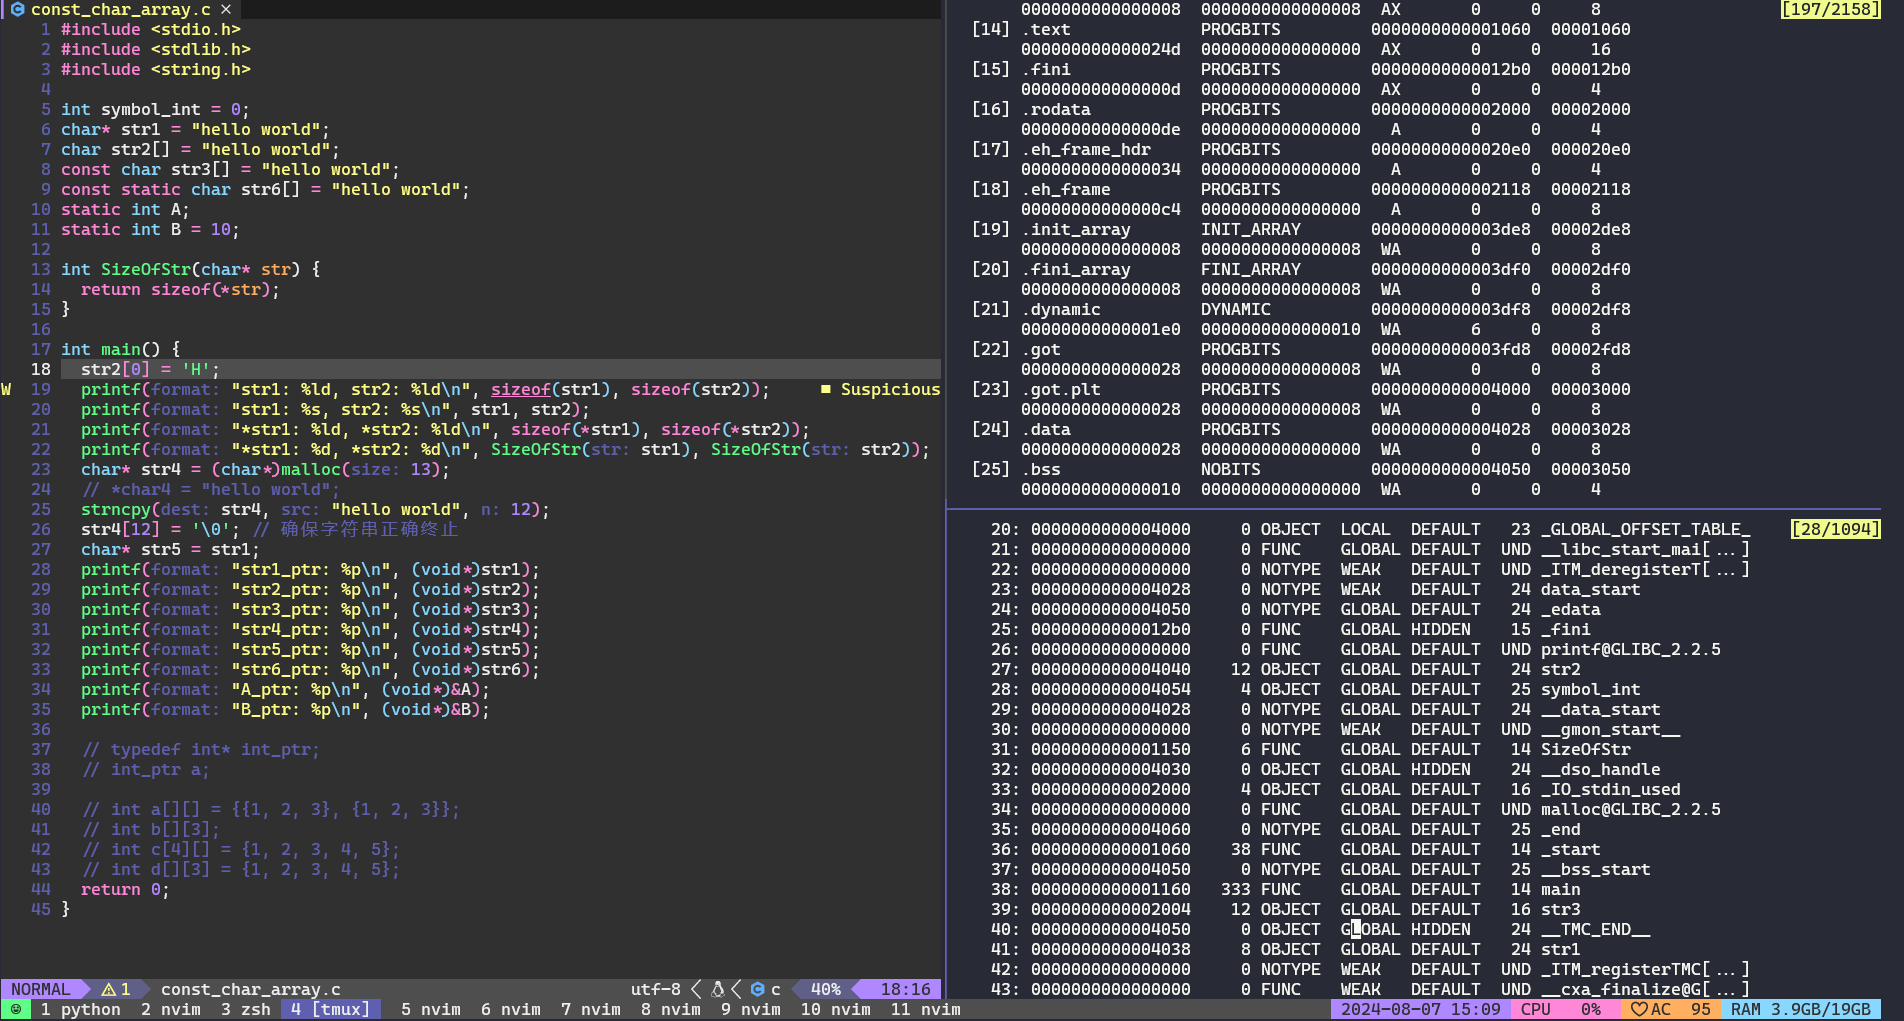 const_char_array.c ×
1 #include <stdio.h>
2 #include <stdlib.h>
3 #include <string.h>
4
5 int symbol_int = 0;
6 char* str1 = "hello world";
7 char str2[] = "hello world";
8 const char str3[] = "hello world";
9 const static char str6[] = "hello world";
10 static int A;
11 static int B = 10;
12
13 int SizeOfStr(char* str) {
14 return sizeof(*str);
15 }
16
17 int main() {
18 str2[0] = 'H';
W 19 printf(format: "str1: %ld, str2: %ld\n", sizeof(str1), sizeof(str2)); ■ Suspicious
20 printf(format: "str1: %s, str2: %s\n", str1, str2);
21 printf(format: "*str1: %ld, *str2: %ld\n", sizeof(*str1), sizeof(*str2));
22 printf(format: "*str1: %d, *str2: %d\n", SizeOfStr(str: str1), SizeOfStr(str: str2));
23 char* str4 = (char*)malloc(size: 13);
24 // *char4 = "hello world";
25 strncpy(dest: str4, src: "hello world", n: 12);
26 str4[12] = '\0'; // 确保字符串正确终止
27 char* str5 = str1;
28 printf(format: "str1_ptr: %p\n", (void*)str1);
29 printf(format: "str2_ptr: %p\n", (void*)str2);
30 printf(format: "str3_ptr: %p\n", (void*)str3);
31 printf(format: "str4_ptr: %p\n", (void*)str4);
32 printf(format: "str5_ptr: %p\n", (void*)str5);
33 printf(format: "str6_ptr: %p\n", (void*)str6);
34 printf(format: "A_ptr: %p\n", (void*)&A);
35 printf(format: "B_ptr: %p\n", (void*)&B);
36
37 // typedef int* int_ptr;
38 // int_ptr a;
39
40 // int a[][] = {{1, 2, 3}, {1, 2, 3}};
41 // int b[][3];
42 // int c[4][] = {1, 2, 3, 4, 5};
43 // int d[][3] = {1, 2, 3, 4, 5};
44 return 0;
45 }
NORMAL 1 const_char_array.c utf-8 c 40% 18:16
0000000000000008 0000000000000008 AX 0 0 8 [197/2158]
[14] .text PROGBITS 0000000000001060 00001060
000000000000024d 0000000000000000 AX 0 0 16
[15] .fini PROGBITS 00000000000012b0 000012b0
000000000000000d 0000000000000000 AX 0 0 4
[16] .rodata PROGBITS 0000000000002000 00002000
00000000000000de 0000000000000000 A 0 0 4
[17] .eh_frame_hdr PROGBITS 00000000000020e0 000020e0
0000000000000034 0000000000000000 A 0 0 4
[18] .eh_frame PROGBITS 0000000000002118 00002118
00000000000000c4 0000000000000000 A 0 0 8
[19] .init_array INIT_ARRAY 0000000000003de8 00002de8
0000000000000008 0000000000000008 WA 0 0 8
[20] .fini_array FINI_ARRAY 0000000000003df0 00002df0
0000000000000008 0000000000000008 WA 0 0 8
[21] .dynamic DYNAMIC 0000000000003df8 00002df8
00000000000001e0 0000000000000010 WA 6 0 8
[22] .got PROGBITS 0000000000003fd8 00002fd8
0000000000000028 0000000000000008 WA 0 0 8
[23] .got.plt PROGBITS 0000000000004000 00003000
0000000000000028 0000000000000008 WA 0 0 8
[24] .data PROGBITS 0000000000004028 00003028
0000000000000028 0000000000000000 WA 0 0 8
[25] .bss NOBITS 0000000000004050 00003050
0000000000000010 0000000000000000 WA 0 0 4
20: 0000000000004000 0 OBJECT LOCAL DEFAULT 23 _GLOBAL_OFFSET_TABLE_ [28/1094]
21: 0000000000000000 0 FUNC GLOBAL DEFAULT UND __libc_start_mai[...]
22: 0000000000000000 0 NOTYPE WEAK DEFAULT UND _ITM_deregisterT[...]
23: 0000000000004028 0 NOTYPE WEAK DEFAULT 24 data_start
24: 0000000000004050 0 NOTYPE GLOBAL DEFAULT 24 _edata
25: 00000000000012b0 0 FUNC GLOBAL HIDDEN 15 _fini
26: 0000000000000000 0 FUNC GLOBAL DEFAULT UND printf@GLIBC_2.2.5
27: 0000000000004040 12 OBJECT GLOBAL DEFAULT 24 str2
28: 0000000000004054 4 OBJECT GLOBAL DEFAULT 25 symbol_int
29: 0000000000004028 0 NOTYPE GLOBAL DEFAULT 24 __data_start
30: 0000000000000000 0 NOTYPE WEAK DEFAULT UND __gmon_start__
31: 0000000000001150 6 FUNC GLOBAL DEFAULT 14 SizeOfStr
32: 0000000000004030 0 OBJECT GLOBAL HIDDEN 24 __dso_handle
33: 0000000000002000 4 OBJECT GLOBAL DEFAULT 16 _IO_stdin_used
34: 0000000000000000 0 FUNC GLOBAL DEFAULT UND malloc@GLIBC_2.2.5
35: 0000000000004060 0 NOTYPE GLOBAL DEFAULT 25 _end
36: 0000000000001060 38 FUNC GLOBAL DEFAULT 14 _start
37: 0000000000004050 0 NOTYPE GLOBAL DEFAULT 25 __bss_start
38: 0000000000001160 333 FUNC GLOBAL DEFAULT 14 main
39: 0000000000002004 12 OBJECT GLOBAL DEFAULT 16 str3
40: 0000000000004050 0 OBJECT GLOBAL HIDDEN 24 __TMC_END__
41: 0000000000004038 8 OBJECT GLOBAL DEFAULT 24 str1
42: 0000000000000000 0 NOTYPE WEAK DEFAULT UND _ITM_registerTMC[...]
43: 0000000000000000 0 FUNC WEAK DEFAULT UND __cxa_finalize@G[...]
1 python 2 nvim 3 zsh 4 [tmux] 5 nvim 6 nvim 7 nvim 8 nvim 9 nvim 10 nvim 11 nvim 2024-08-07 15:09 CPU 0% AC 95 RAM 3.9GB/19GB